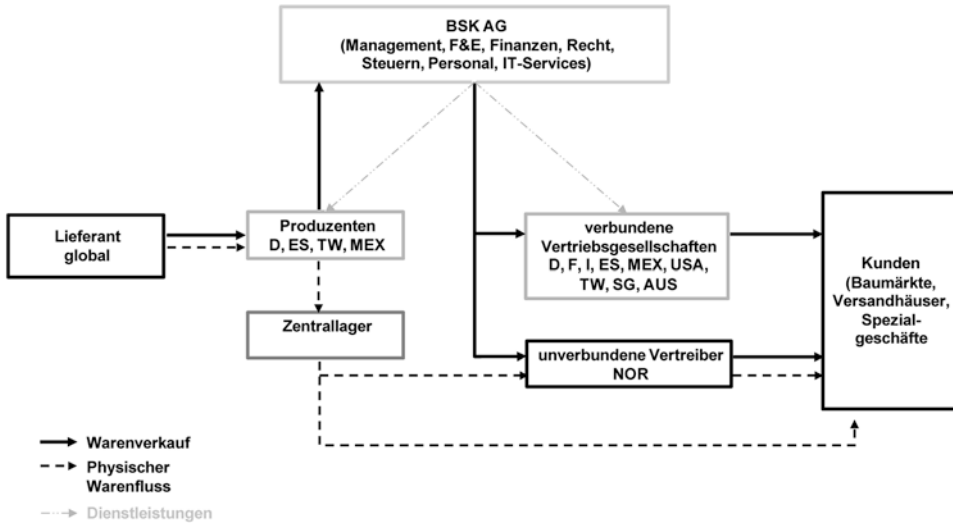 BSK AG
(Management, F&E, Finanzen, Recht,
Steuern, Personal, IT-Services)
Lieferant
global
Produzenten
D, ES, TW, MEX
verbundene
Vertriebsgesellschaften
D, F, I, ES, MEX, USA,
TW, SG, AUS
Kunden
(Baumärkte,
Versandhäuser,
Spezial-
geschäfte
Zentrallager
unverbundene Vertreiber
NOR
Warenverkauf
Physischer
Warenfluss
Dienstleistungen